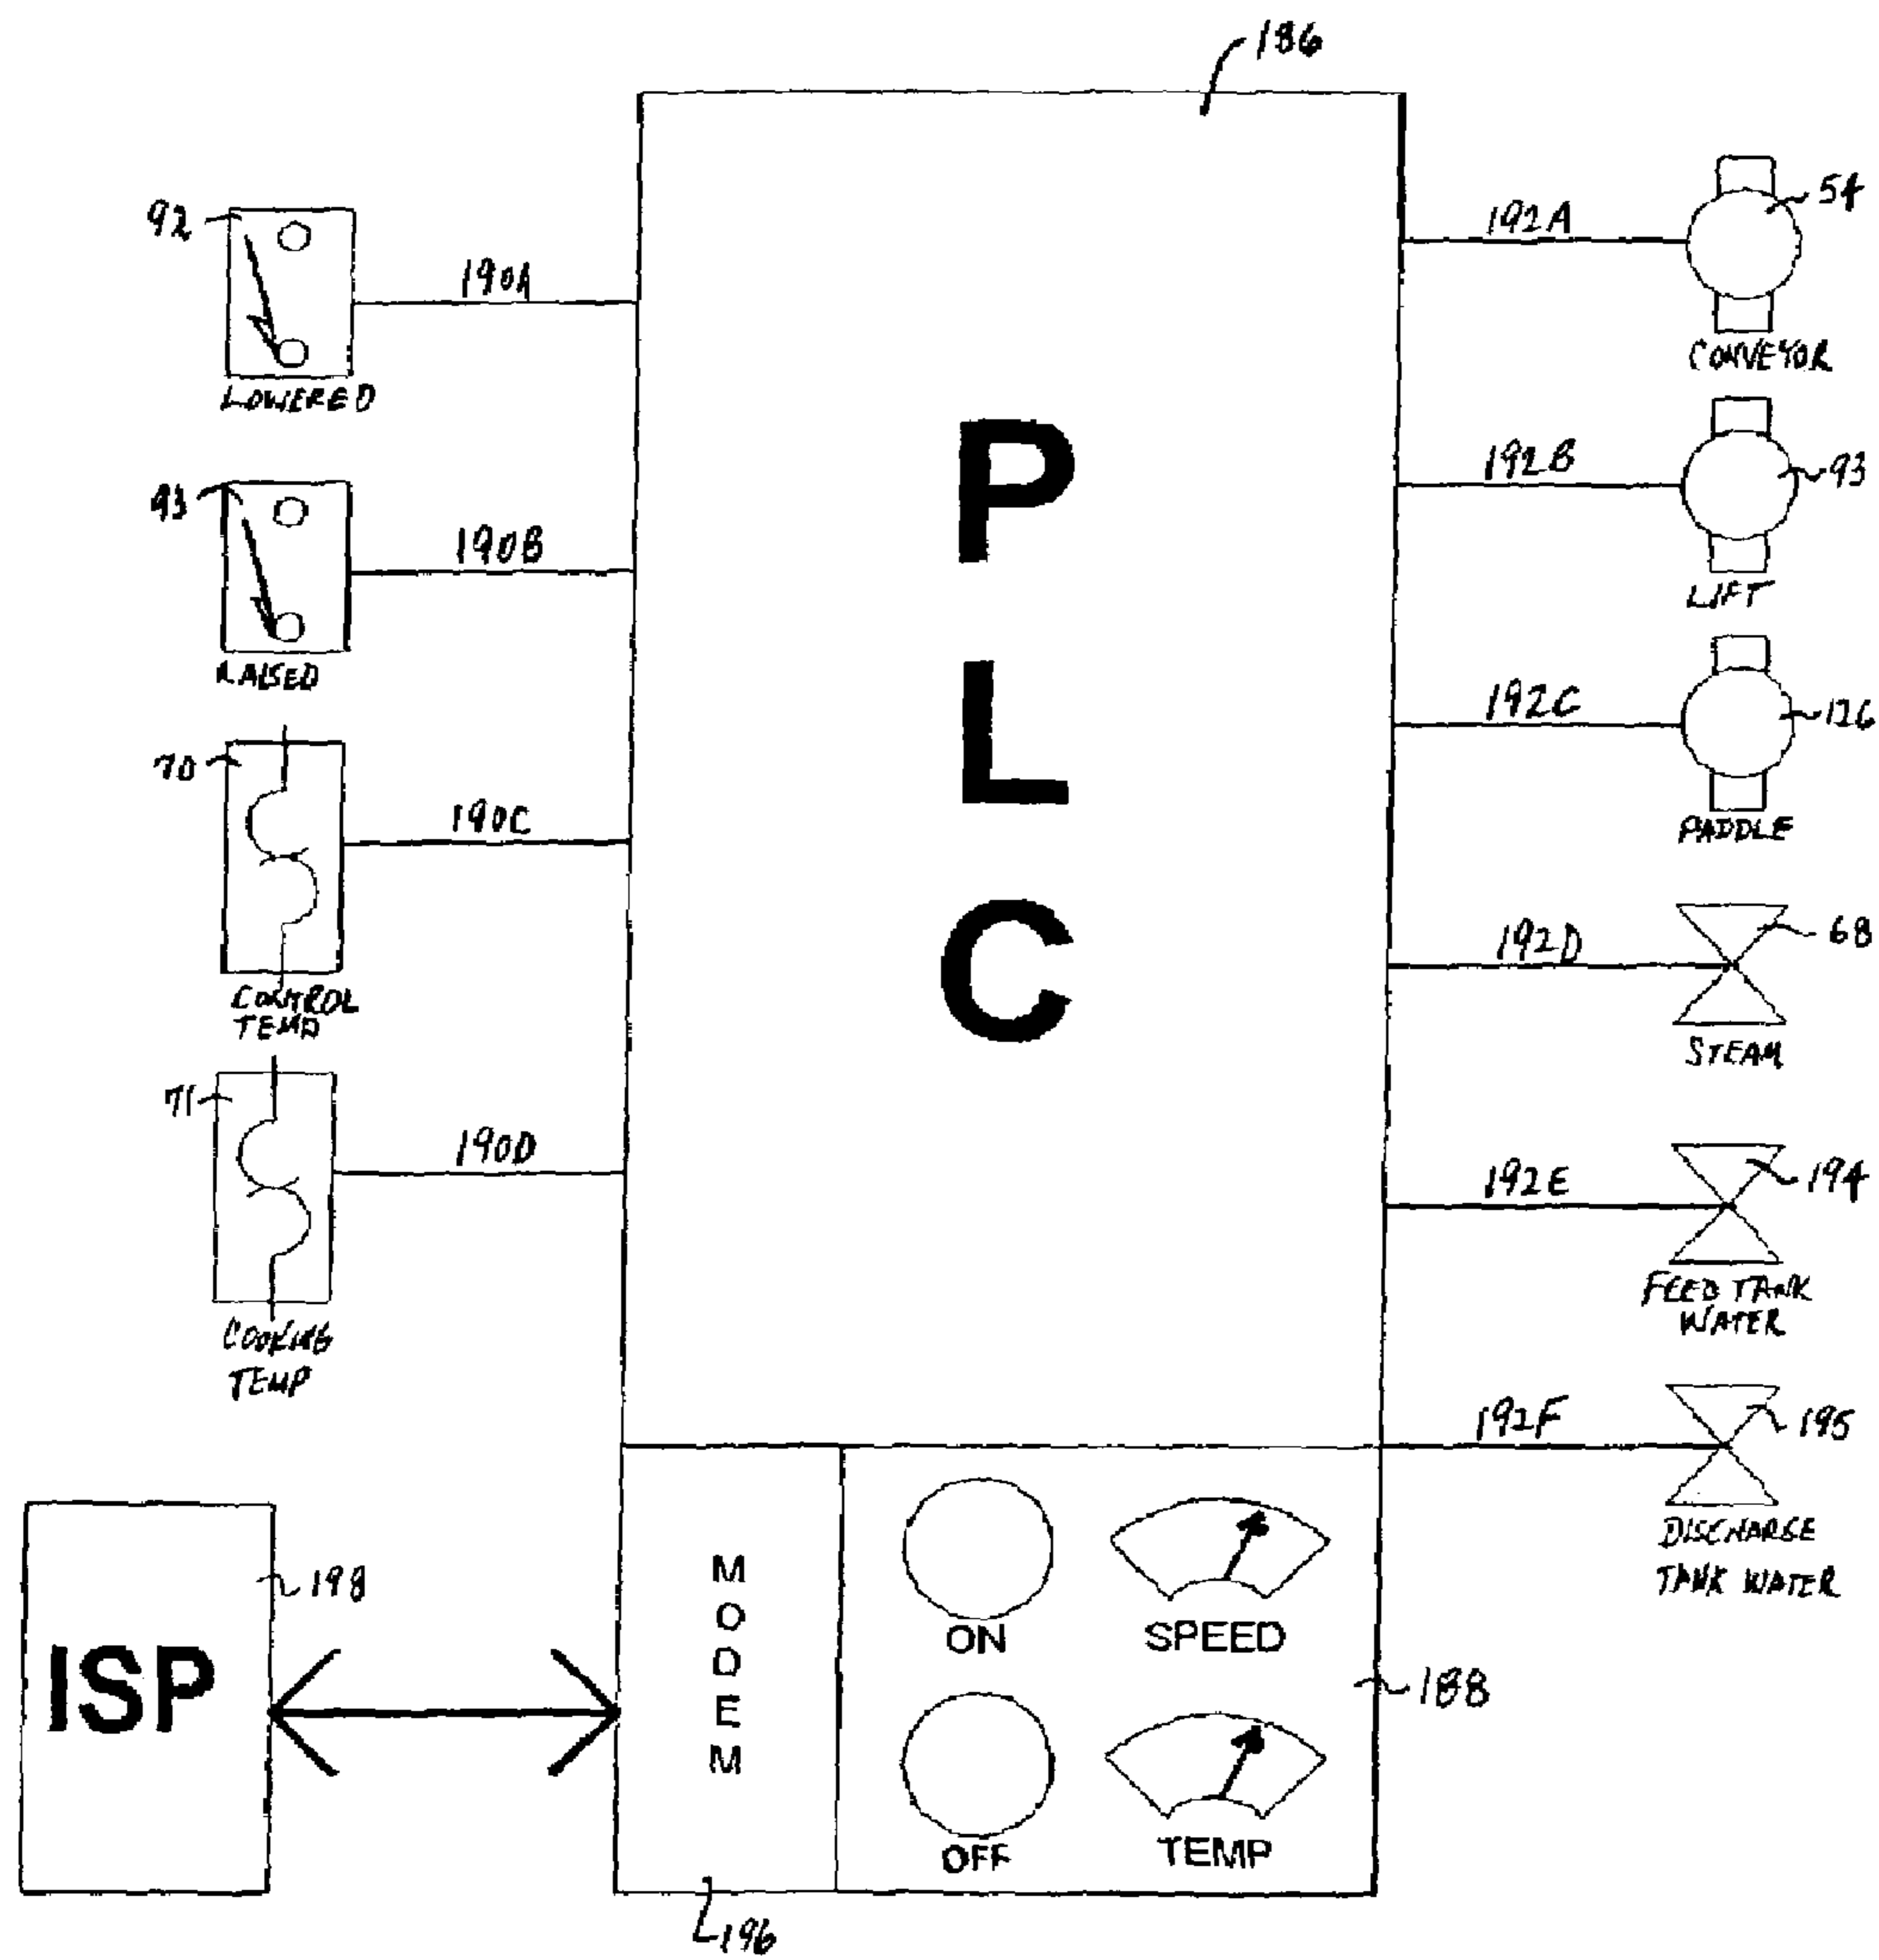 186
92
190A
LOWERED
93
190B
RAISED
70
190C
CONTROL
TEMP
71
190D
COOKING
TEMP
P
L
C
192A
54
CONVEYOR
192B
93
LIFT
192C
126
PADDLE
192D
68
STEAM
192E
194
FEED TANK
WATER
192F
195
DISCHARGE
TANK WATER
ISP
198
M
O
D
E
M
196
ON
SPEED
OFF
TEMP
188